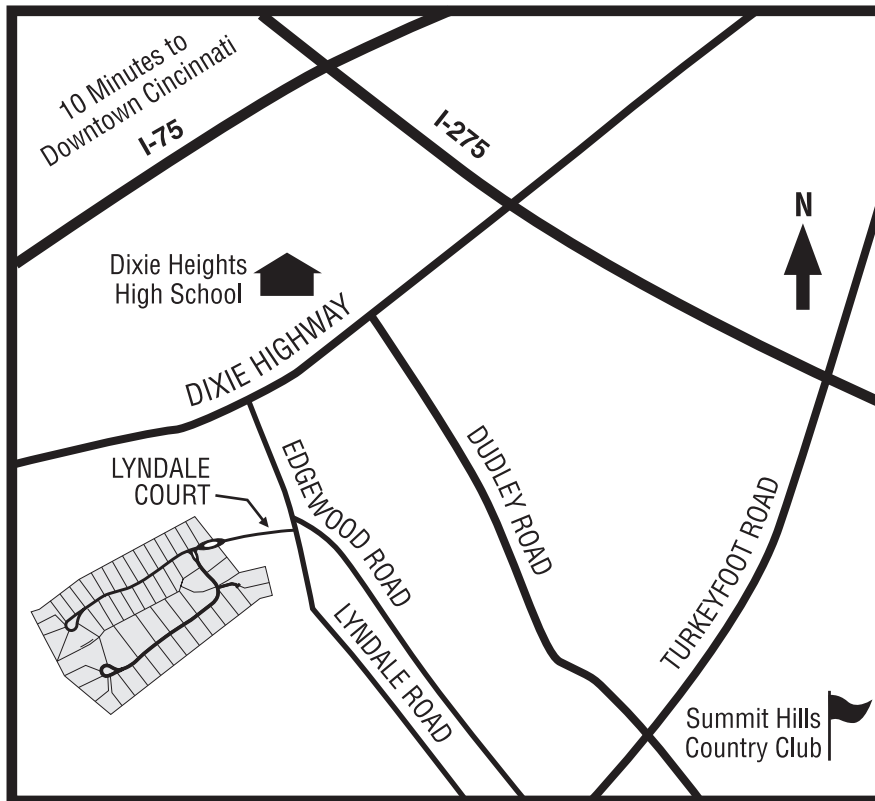 10 Minutes to
Downtown Cincinnati
I-75
I-275
N
Dixie Heights
High School
DIXIE HIGHWAY
LYNDALE
COURT
EDGEWOOD ROAD
DUDLEY ROAD
LYNDALE ROAD
TURKEYFOOT ROAD
Summit Hills
Country Club